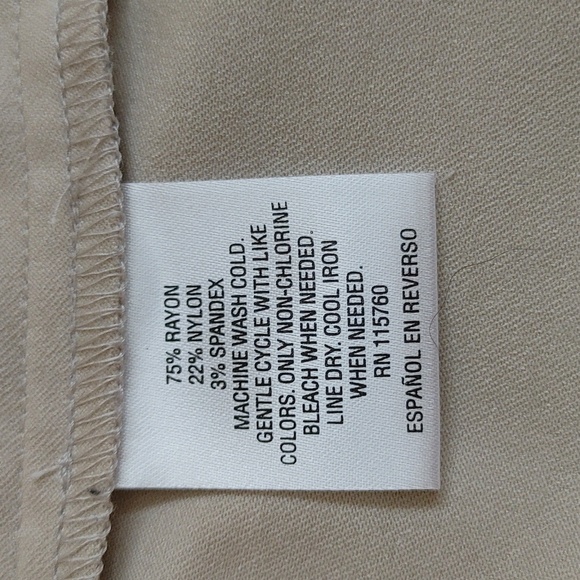 75% RAYON
22% NYLON
3% SPANDEX
MACHINE WASH COLD.
GENTLE CYCLE WITH LIKE
COLORS. ONLY NON-CHLORINE
BLEACH WHEN NEEDED.
LINE DRY. COOL IRON
WHEN NEEDED.
RN 115760
ESPAÑOL EN REVERSO